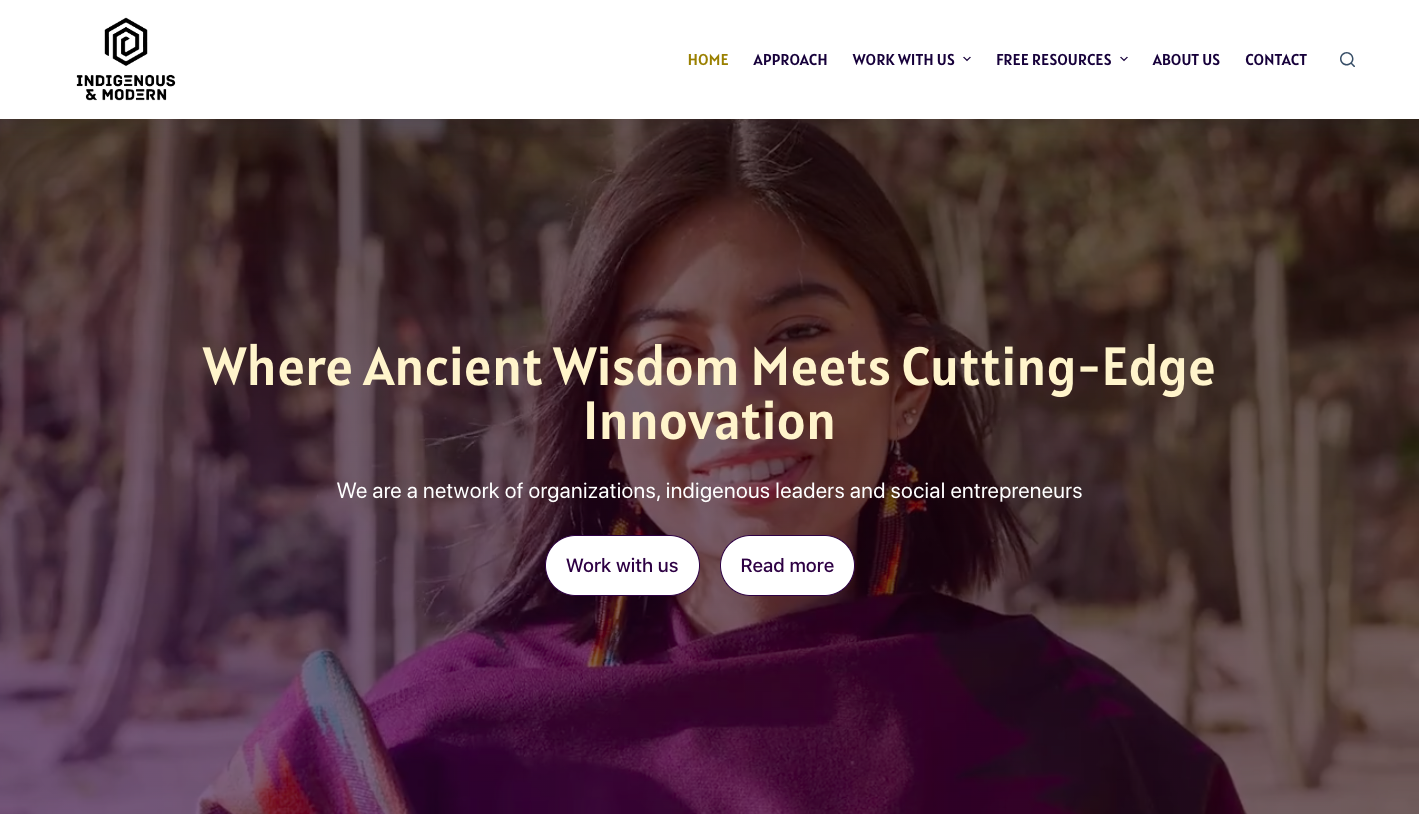 INDIGENOUS
& MODERN
HOME APPROACH WORK WITH US FREE RESOURCES ABOUT US CONTACT
Where Ancient Wisdom Meets Cutting-Edge
Innovation
We are a network of organizations, indigenous leaders and social entrepreneurs
Work with us Read more